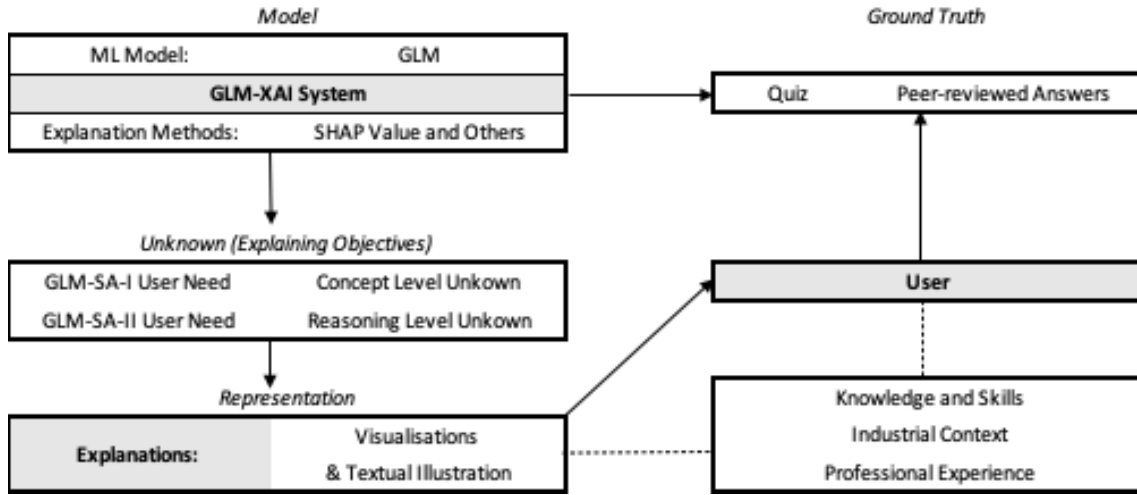 Model
ML Model: GLM
GLM-XAI System
Explanation Methods: SHAP Value and Others
Unknown (Explaining Objectives)
GLM-SA-I User Need Concept Level Unkown
GLM-SA-II User Need Reasoning Level Unkown
Representation
Explanations:
Visualisations
& Textual Illustration
Ground Truth
Quiz Peer-reviewed Answers
User
Knowledge and Skills
Industrial Context
Professional Experience